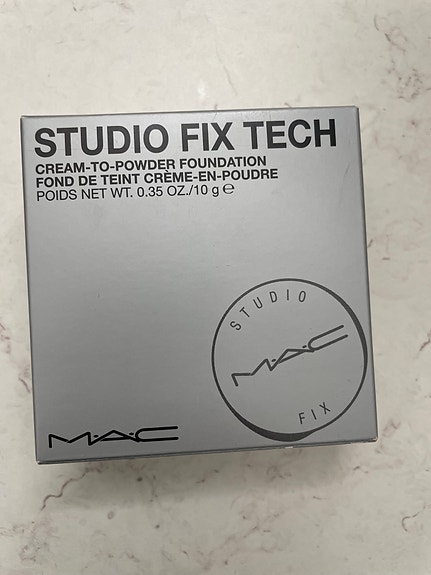 STUDIO FIX TECH
CREAM-TO-POWDER FOUNDATION
FOND DE TEINT CRÈME-EN-POUDRE
POIDS NET WT. 0.35 OZ./10 g ℮
STUDIO
M·A·C
FIX
M·A·C